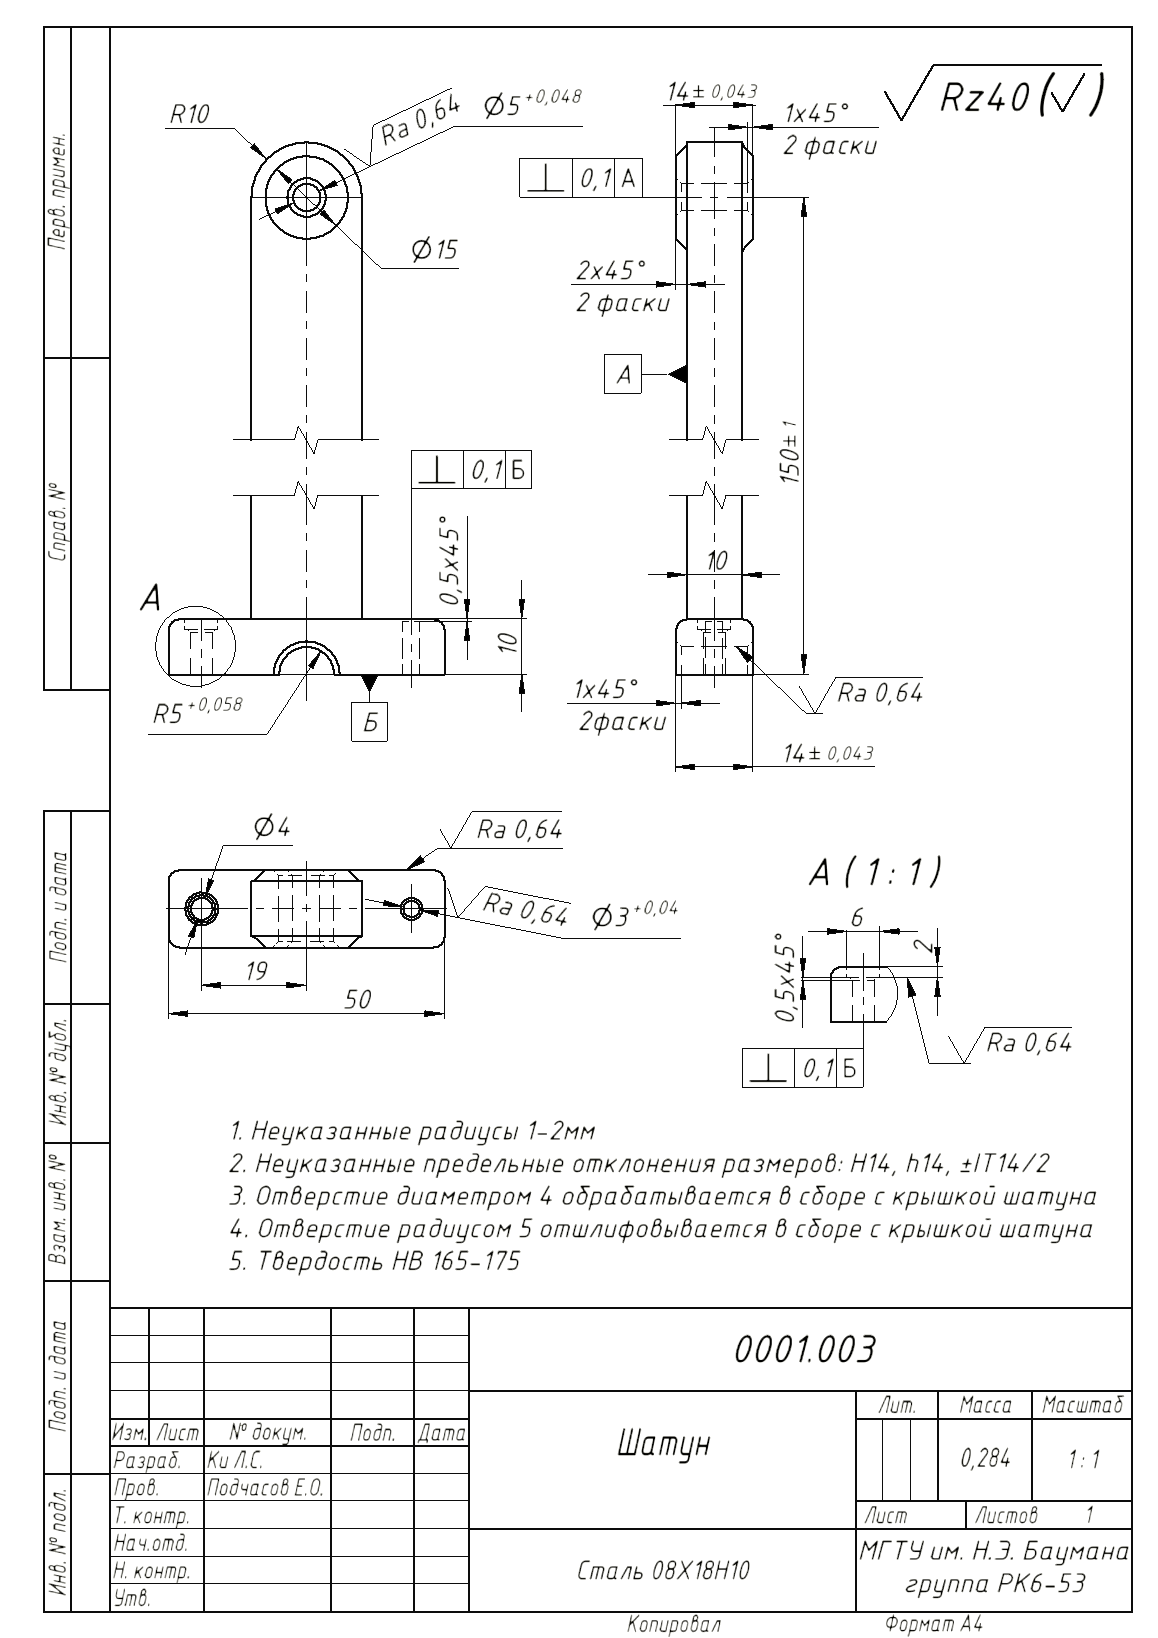 Rz40 (√)
R10
Ra 0,64
Ø5 +0,048
14± 0,043
1x45°
2 фаски
⊥ 0,1 А
Ø15
2x45°
2 фаски
А
150± 1
⊥ 0,1 Б
0,5x45°
10
10
А
R5 +0,058
Б
1x45°
2фаски
Ra 0,64
14± 0,043
Ø4
Ra 0,64
Ra 0,64
Ø3 +0,04
19
50
А (1:1)
6
2
0,5x45°
Ra 0,64
⊥ 0,1 Б
1. Неуказанные радиусы 1-2мм
2. Неуказанные предельные отклонения размеров: H14, h14, ±IT14/2
3. Отверстие диаметром 4 обрабатывается в сборе с крышкой шатуна
4. Отверстие радиусом 5 отшлифовывается в сборе с крышкой шатуна
5. Твердость НВ 165-175
Перв. примен.
Справ. №
Подп. и дата
Инв. № дубл.
Взам. инв. №
Подп. и дата
Инв. № подл.
0001.003
Изм. Лист № докум. Подп. Дата
Разраб. Ки Л.С.
Пров. Подчасов Е.О.
Т. контр.
Нач.отд.
Н. контр.
Утв.
Шатун
Лит. Масса Масштаб
0,284 1:1
Лист Листов 1
Сталь 08Х18Н10
МГТУ им. Н.Э. Баумана
группа РК6-53
Копировал Формат А4